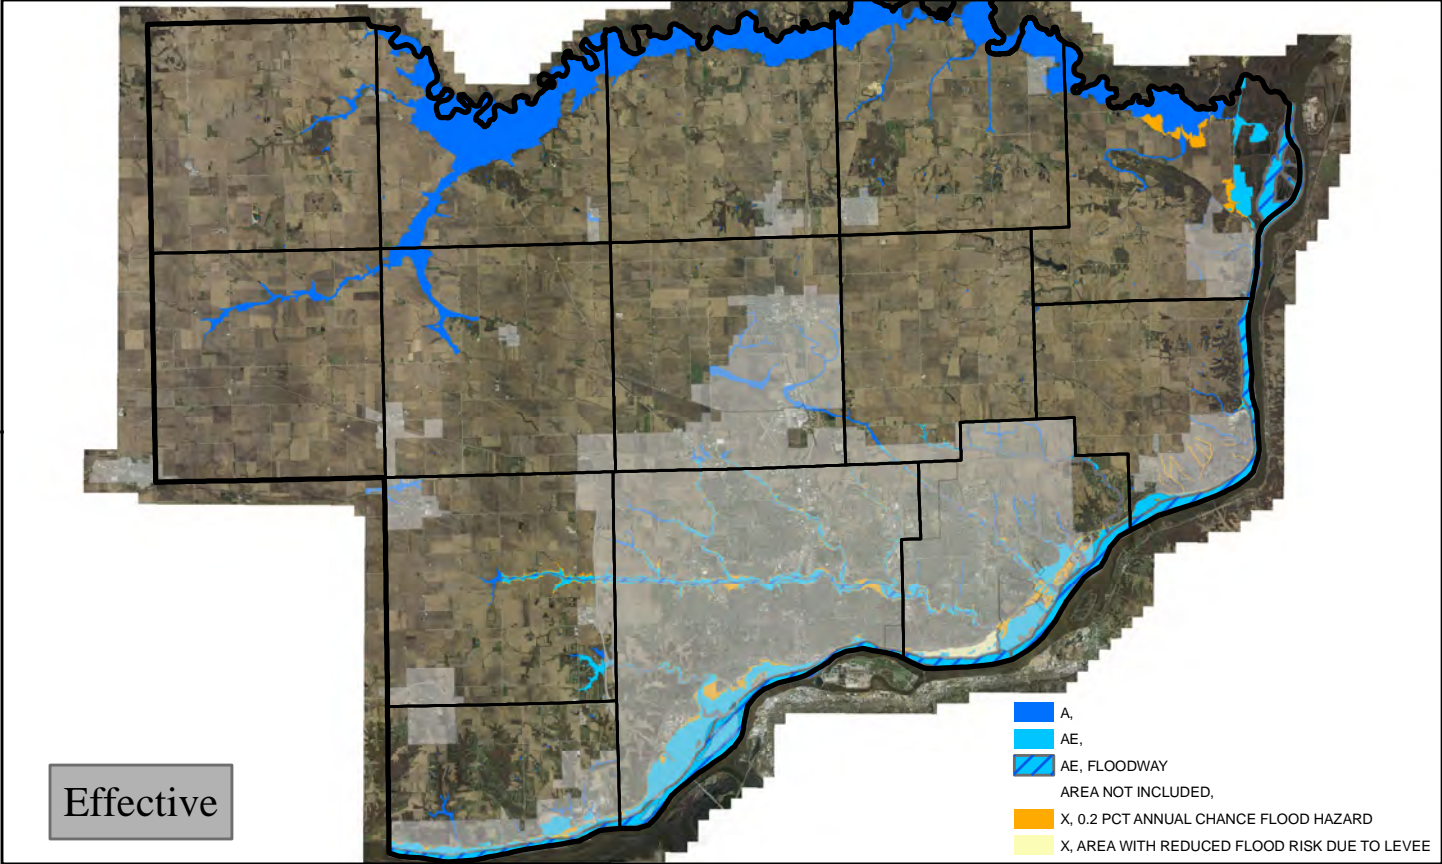 Effective
A,
AE,
AE, FLOODWAY
AREA NOT INCLUDED,
X, 0.2 PCT ANNUAL CHANCE FLOOD HAZARD
X, AREA WITH REDUCED FLOOD RISK DUE TO LEVEE